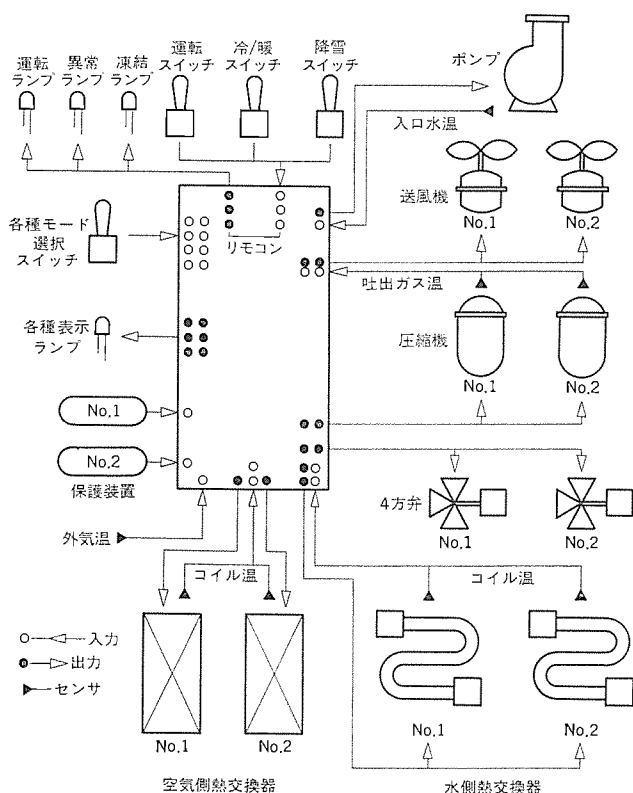 運転
ランプ
異常
ランプ
凍結
ランプ
運転
スイッチ
冷/暖
スイッチ
降雪
スイッチ
ポンプ
入口水温
送風機
No.1
No.2
各種モード
選択
スイッチ
リモコン
吐出ガス温
各種表示
ランプ
圧縮機
No.1
No.2
No.1
No.2
保護装置
4方弁
No.1
No.2
外気温
コイル温
コイル温
入力
出力
センサ
No.1
No.2
No.1
No.2
空気側熱交換器
水側熱交換器